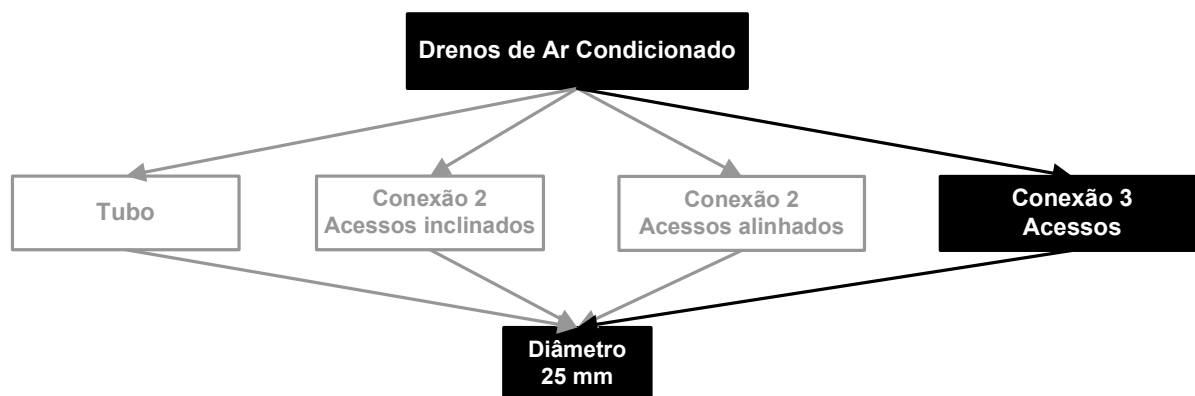 Drenos de Ar Condicionado
Tubo
Conexão 2
Acessos inclinados
Conexão 2
Acessos alinhados
Conexão 3
Acessos
Diâmetro
25 mm